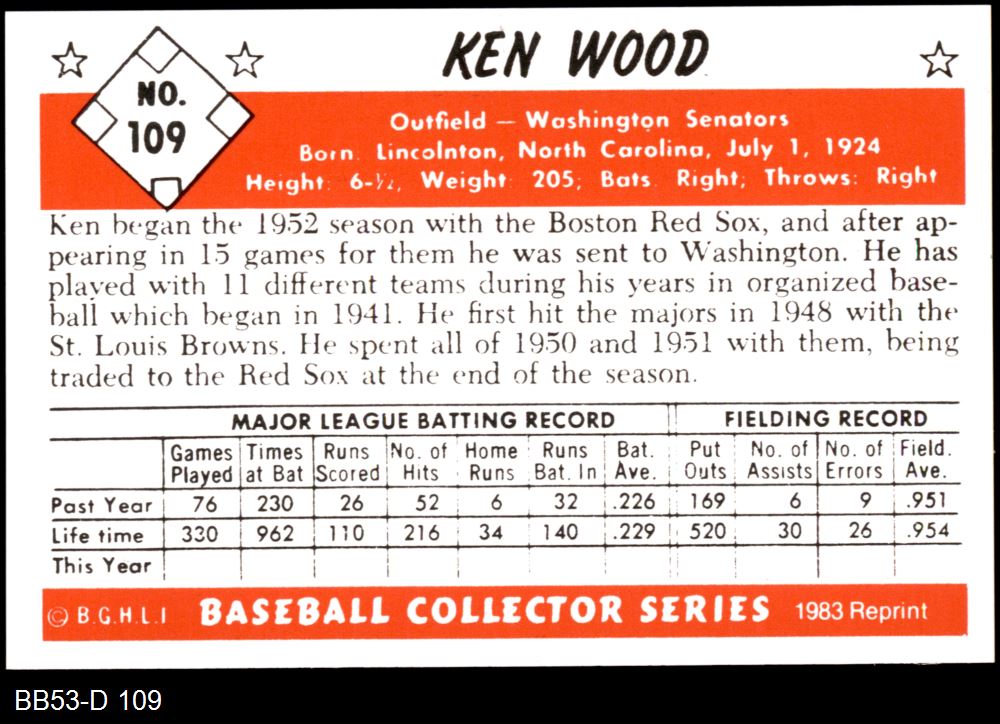 KEN WOOD
NO.
109
Outfield — Washington Senators
Born: Lincolnton, North Carolina, July 1, 1924
Height: 6-½, Weight: 205, Bats: Right, Throws: Right
Ken began the 1952 season with the Boston Red Sox, and after ap-
pearing in 15 games for them he was sent to Washington. He has
played with 11 different teams during his years in organized base-
ball which began in 1941. He first hit the majors in 1948 with the
St. Louis Browns. He spent all of 1950 and 1951 with them, being
traded to the Red Sox at the end of the season.
MAJOR LEAGUE BATTING RECORD FIELDING RECORD
Games Times Runs No. of Home Runs Bat. Put No. of No. of Field.
Played at Bat Scored Hits Runs Bat. In Ave. Outs Assists Errors Ave.
Past Year 76 230 26 52 6 32 .226 169 6 9 .951
Life time 330 962 110 216 34 140 .229 520 30 26 .954
This Year
© B.G.H.L.I BASEBALL COLLECTOR SERIES 1983 Reprint
BB53-D 109